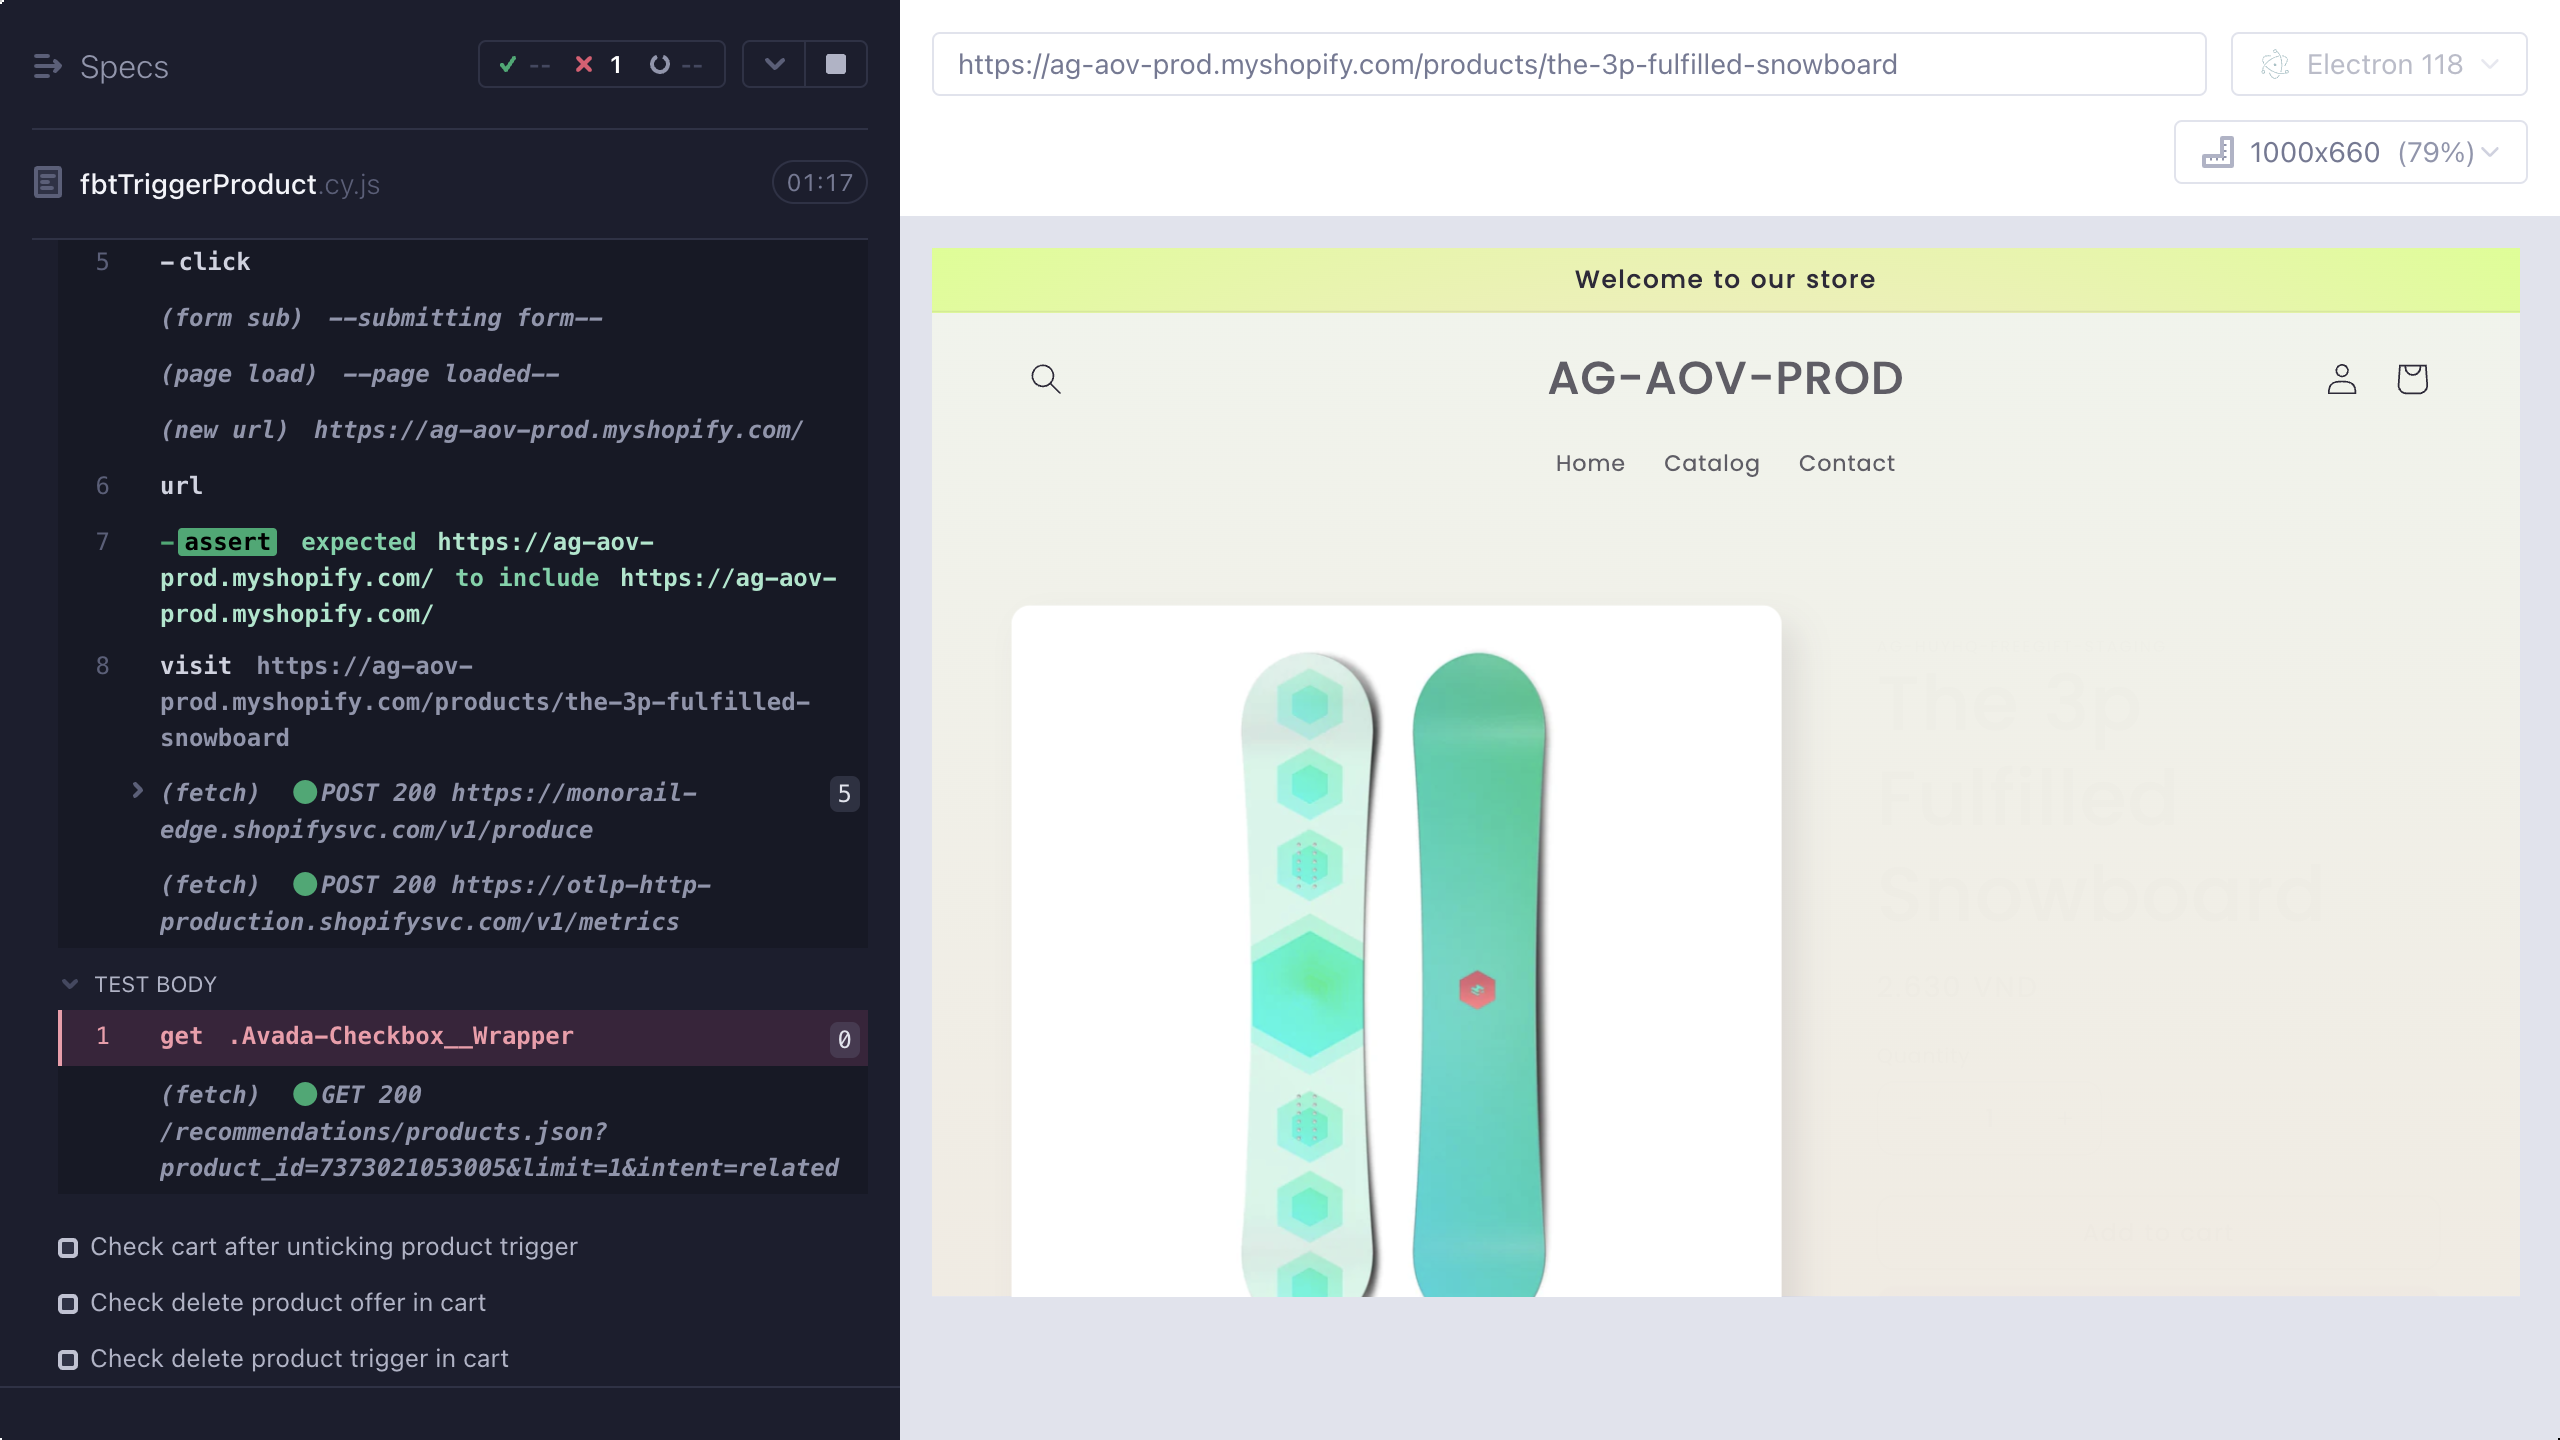 Specs
-- 1 --
fbtTriggerProduct.cy.js 01:17
5 -click
(form sub) --submitting form--
(page load) --page loaded--
(new url) https://ag-aov-prod.myshopify.com/
6 url
7 -assert expected https://ag-aov-
prod.myshopify.com/ to include https://ag-aov-
prod.myshopify.com/
8 visit https://ag-aov-
prod.myshopify.com/products/the-3p-fulfilled-
snowboard
(fetch) POST 200 https://monorail- 5
edge.shopifysvc.com/v1/produce
(fetch) POST 200 https://otlp-http-
production.shopifysvc.com/v1/metrics
TEST BODY
1 get .Avada-Checkbox__Wrapper 0
(fetch) GET 200
/recommendations/products.json?
product_id=7373021053005&limit=1&intent=related
Check cart after unticking product trigger
Check delete product offer in cart
Check delete product trigger in cart
https://ag-aov-prod.myshopify.com/products/the-3p-fulfilled-snowboard
Electron 118
1000x660 (79%)
Welcome to our store
AG-AOV-PROD
Home Catalog Contact
The 3p
Fulfilled
Snowboard
Add to cart